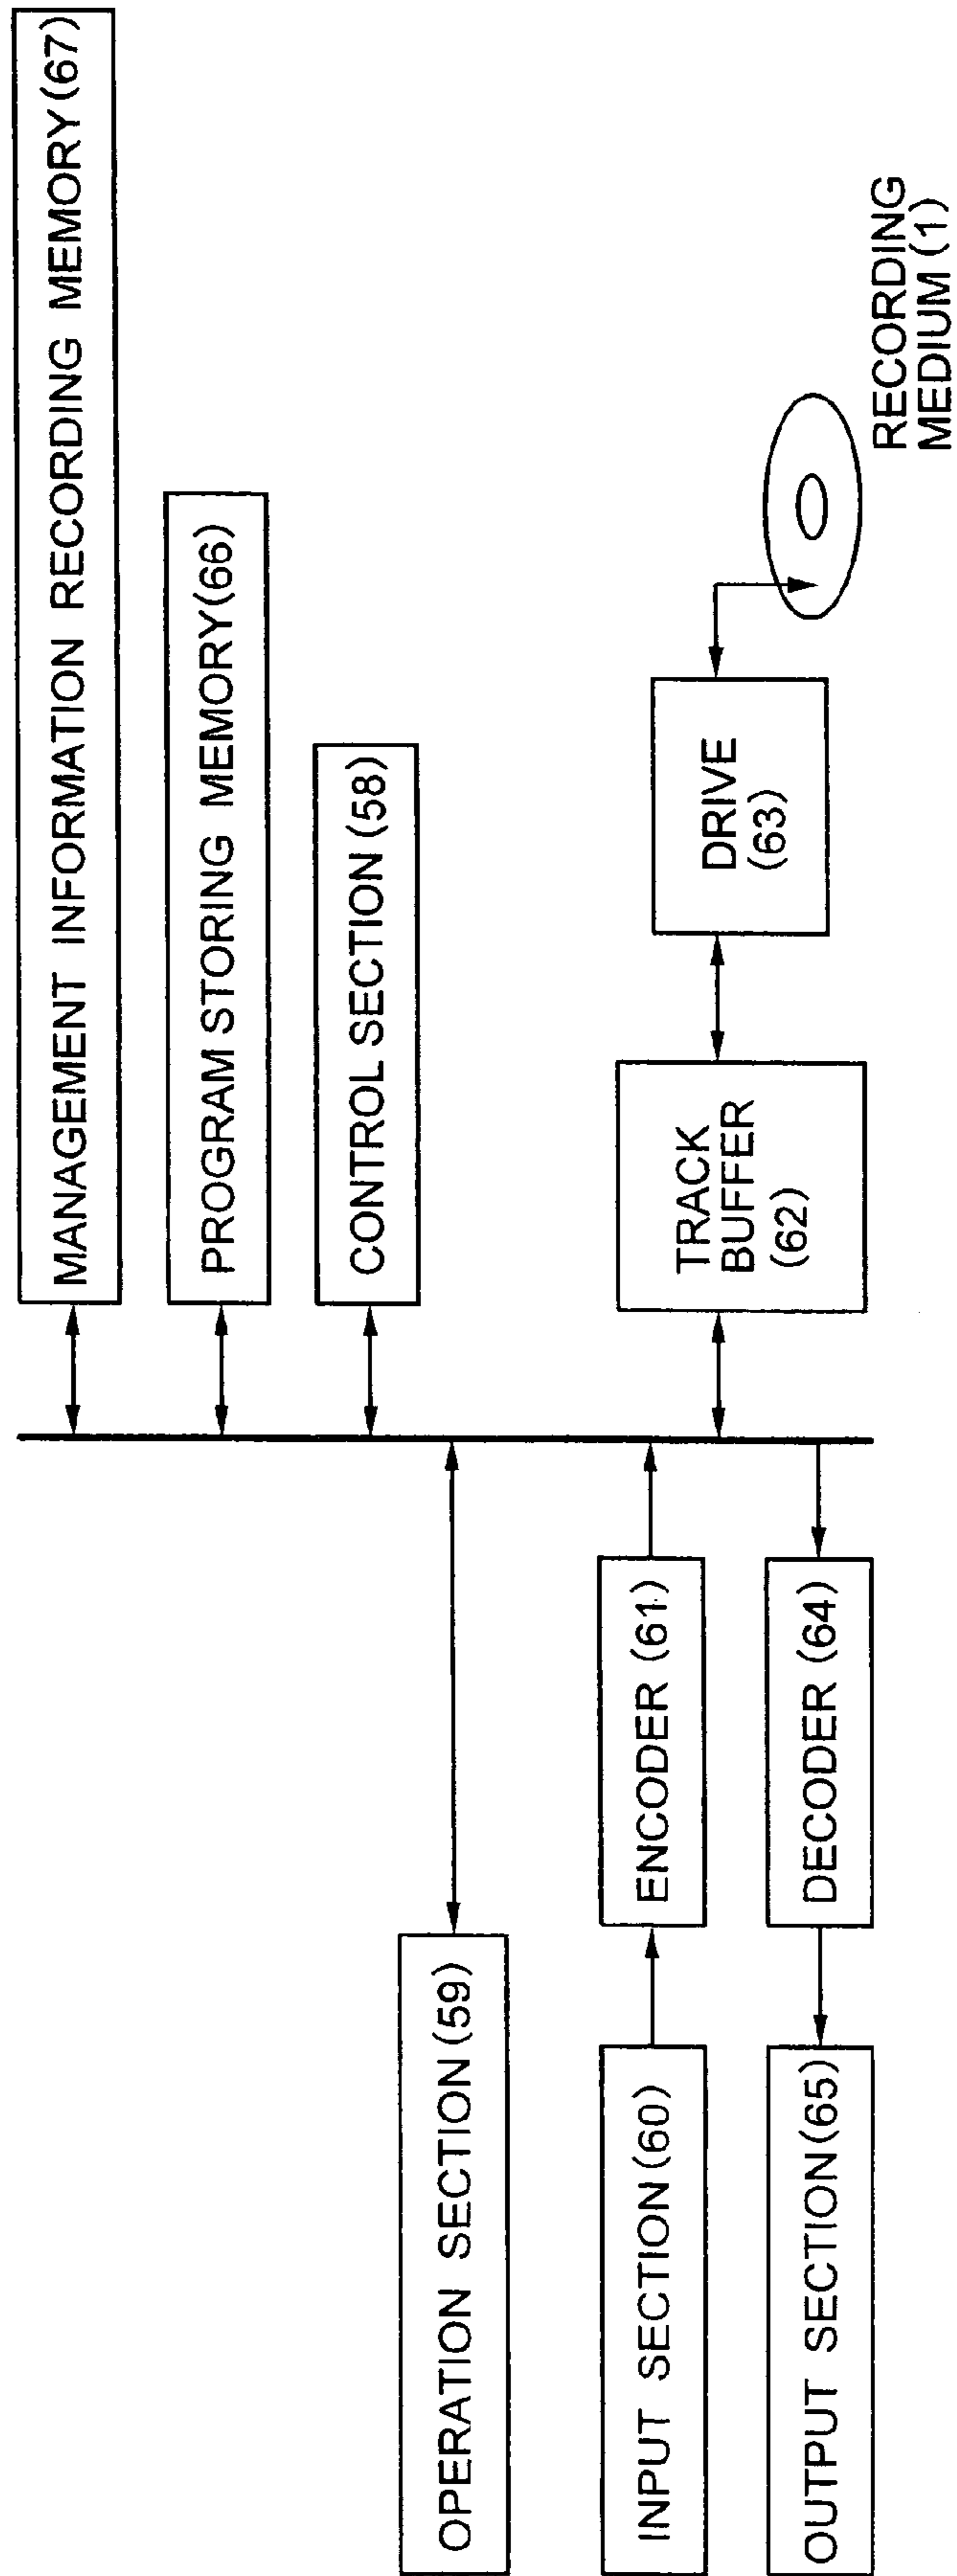 MANAGEMENT INFORMATION RECORDING MEMORY(67)
PROGRAM STORING MEMORY(66)
CONTROL SECTION (58)
OPERATION SECTION(59)
INPUT SECTION(60)
ENCODER (61)
TRACK
BUFFER
(62)
DRIVE
(63)
OUTPUT SECTION(65)
DECODER (64)
RECORDING
MEDIUM (1)